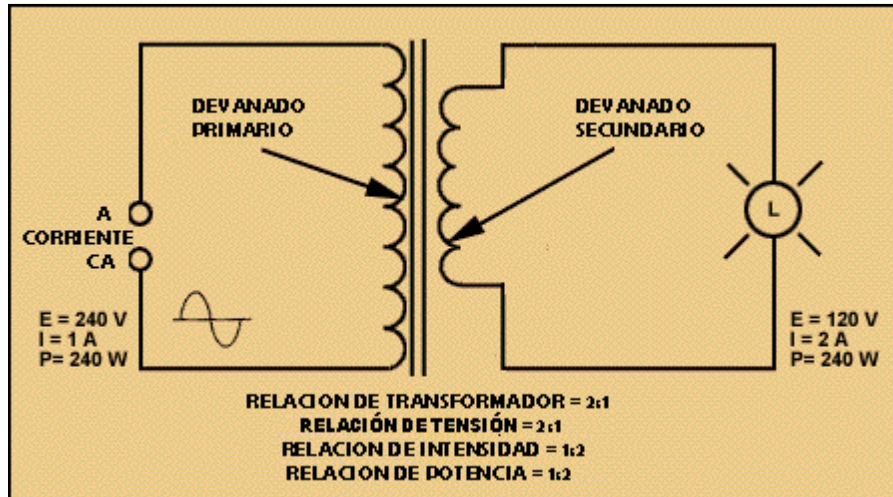 DEVANADO
PRIMARIO
DEVANADO
SECUNDARIO
A
CORRIENTE
CA
L
E = 240 V
I = 1 A
P= 240 W
E = 120 V
I = 2 A
P= 240 W
RELACION DE TRANSFORMADOR = 2:1
RELACIÓN DE TENSIÓN = 2:1
RELACION DE INTENSIDAD = 1:2
RELACION DE POTENCIA = 1:2